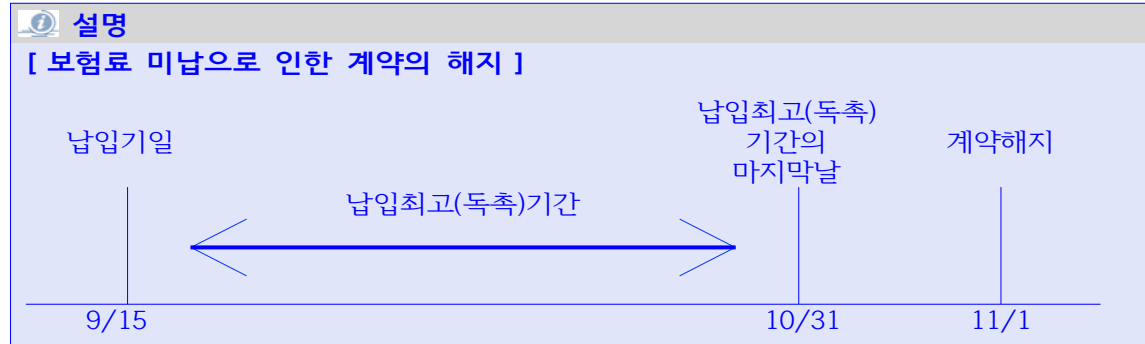 설명
[ 보험료 미납으로 인한 계약의 해지 ]
납입기일
납입최고(독촉)
기간의
마지막날
계약해지
납입최고(독촉)기간
9/15
10/31
11/1